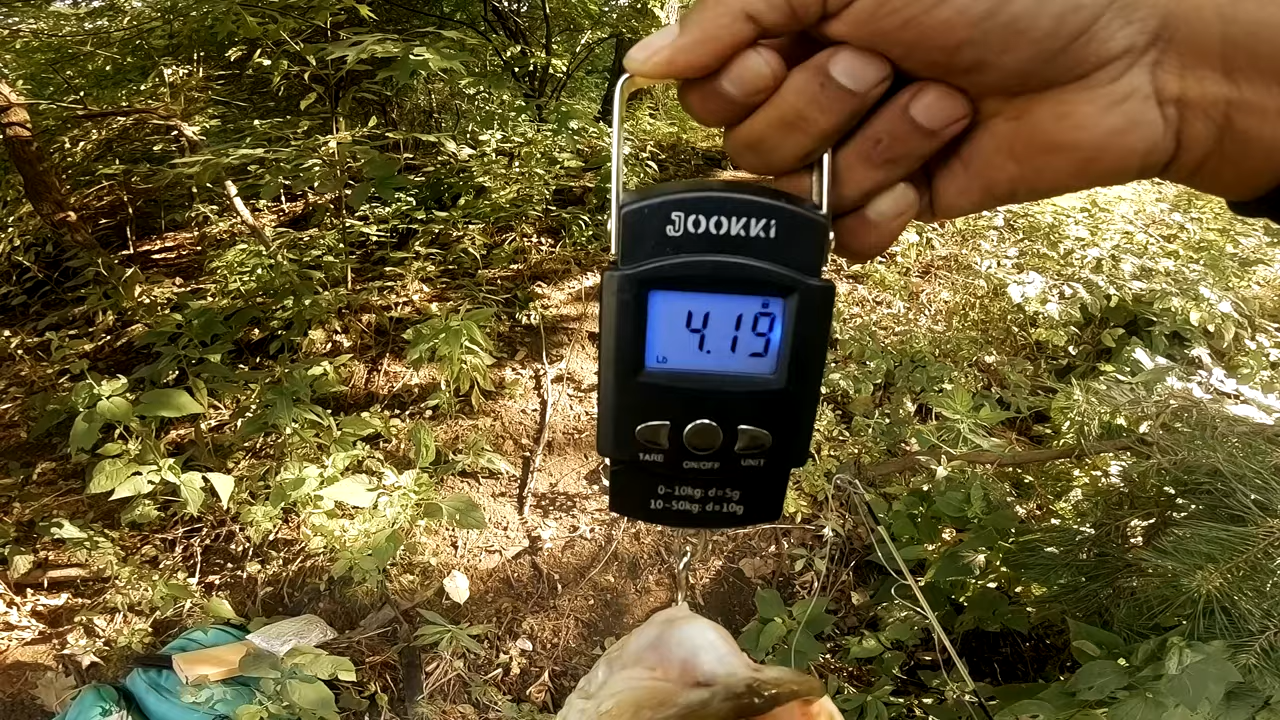 JOOKKI
4.19
Lb
TARE ON/OFF UNIT
0~10kg: d=5g
10~50kg: d=10g